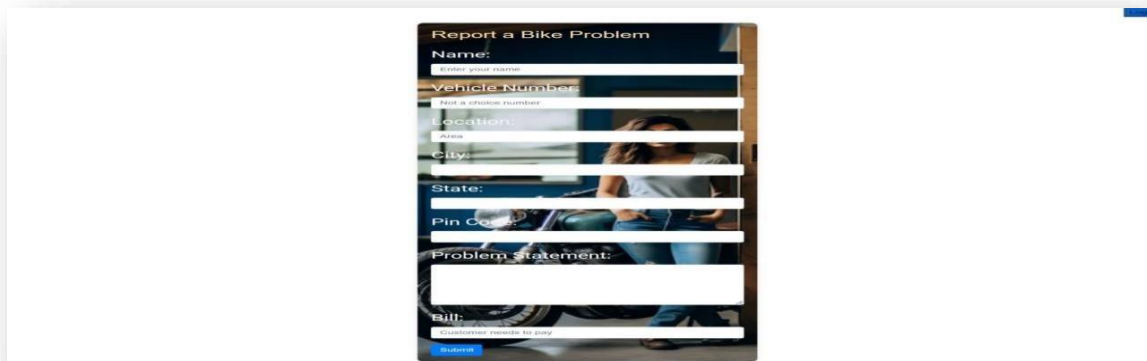 Report a Bike Problem
Name:
Enter your name
Vehicle Number:
Not a choice number
Location:
Area
City:
State:
Pin Code:
Problem Statement:
Bill:
Customer needs to pay
Submit